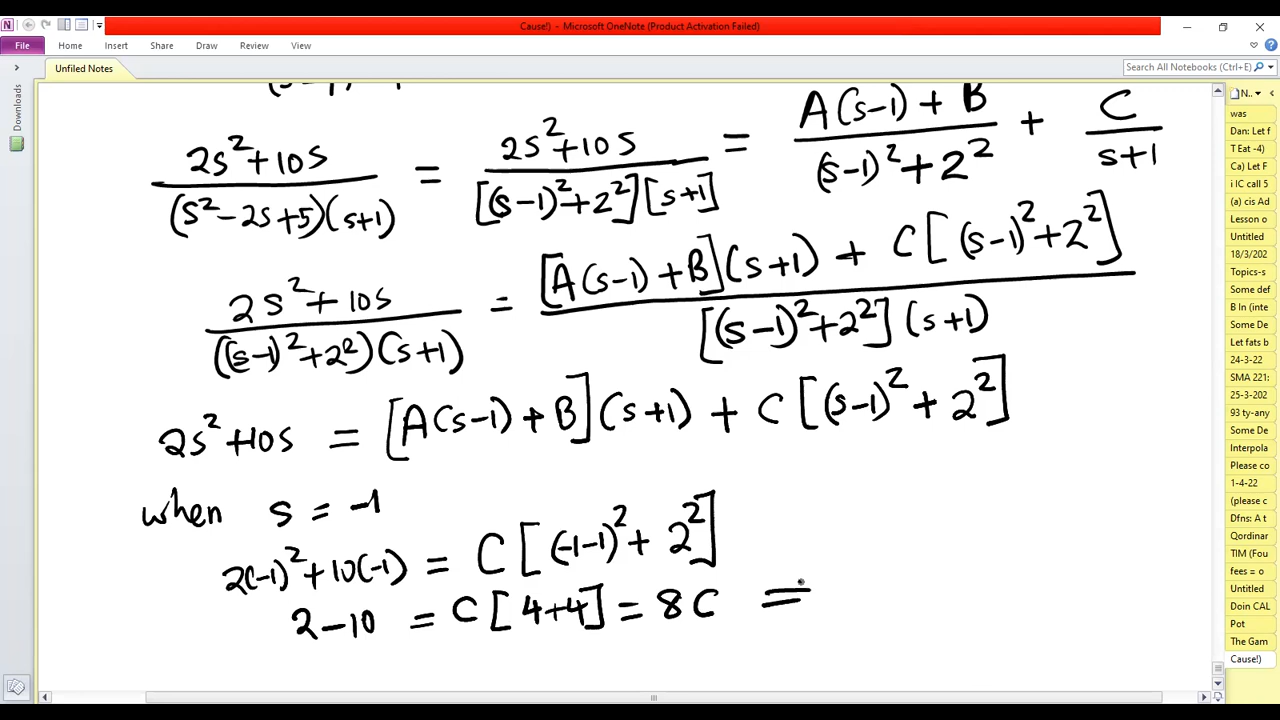 Cause!) - Microsoft OneNote (Product Activation Failed)
File Home Insert Share Draw Review View
Unfiled Notes
Search All Notebooks (Ctrl+E)
Downloads
2s²+10s / (s²-2s+5)(s+1) = 2s²+10s / [(s-1)²+2²][s+1] = A(s-1)+B / (s-1)²+2² + C / s+1
2s²+10s / ((s-1)²+2²)(s+1) = [A(s-1)+B](s+1) + C[(s-1)²+2²] / [(s-1)²+2²](s+1)
2s²+10s = [A(s-1)+B](s+1) + C[(s-1)²+2²]
when s = -1
2(-1)²+10(-1) = C[(-1-1)²+2²]
2-10 = C[4+4] = 8C =
N..
was
Dan: Let f
T Eat -4)
Ca) Let F
i IC call 5
(a) cis Ad
Lesson o
Untitled
18/3/202
Topics-s
Some def
B In (inte
Some De
Let fats b
24-3-22
SMA 221:
25-3-202
93 ty-any
Some De
Interpola
Please co
1-4-22
(please c
Dfns: A t
Qordinar
TIM (Fou
fees = o
Untitled
Doin CAL
Pot
The Gam
Cause!)